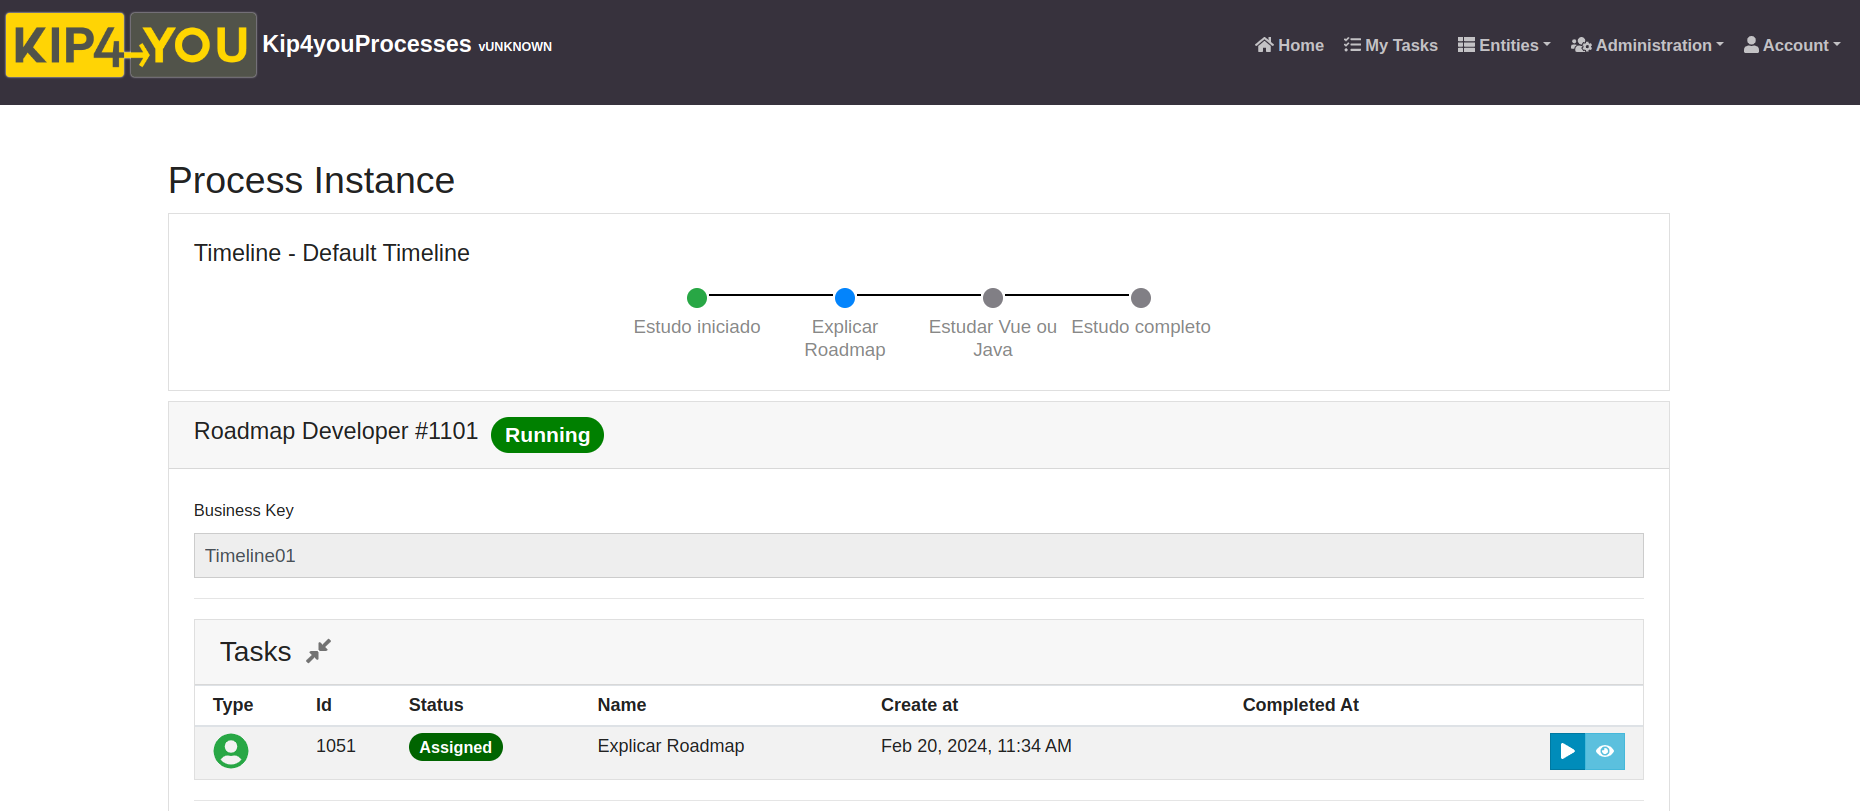 KIP4YOU Kip4youProcesses vUNKNOWN Home My Tasks Entities Administration Account
Process Instance
Timeline - Default Timeline
Estudo iniciado
Explicar
Roadmap
Estudar Vue ou
Java
Estudo completo
Roadmap Developer #1101 Running
Business Key
Timeline01
Tasks
Type Id Status Name Create at Completed At
1051 Assigned Explicar Roadmap Feb 20, 2024, 11:34 AM